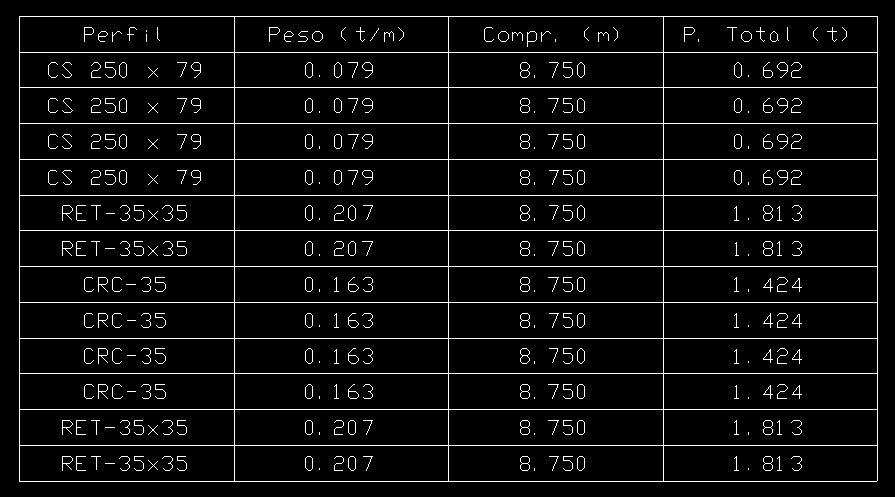 Perfil Peso (t/m) Compr. (m) P. Total (t)
CS 250 x 79 0.079 8.750 0.692
CS 250 x 79 0.079 8.750 0.692
CS 250 x 79 0.079 8.750 0.692
CS 250 x 79 0.079 8.750 0.692
RET-35x35 0.207 8.750 1.813
RET-35x35 0.207 8.750 1.813
CRC-35 0.163 8.750 1.424
CRC-35 0.163 8.750 1.424
CRC-35 0.163 8.750 1.424
CRC-35 0.163 8.750 1.424
RET-35x35 0.207 8.750 1.813
RET-35x35 0.207 8.750 1.813